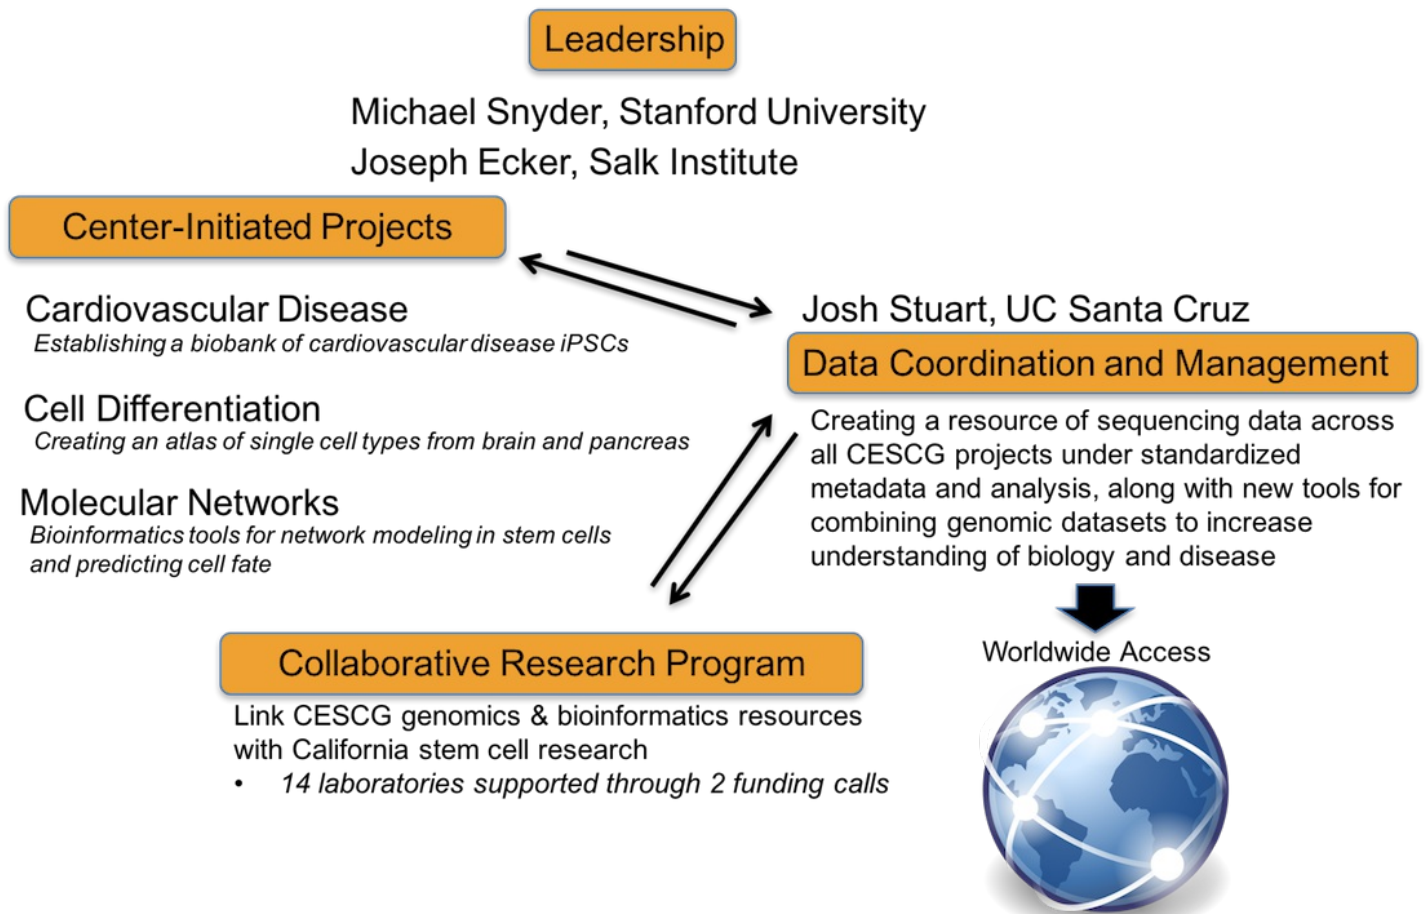 Leadership
Michael Snyder, Stanford University
Joseph Ecker, Salk Institute
Center-Initiated Projects
Cardiovascular Disease
Establishing a biobank of cardiovascular disease iPSCs
Cell Differentiation
Creating an atlas of single cell types from brain and pancreas
Molecular Networks
Bioinformatics tools for network modeling in stem cells
and predicting cell fate
Josh Stuart, UC Santa Cruz
Data Coordination and Management
Creating a resource of sequencing data across
all CESCG projects under standardized
metadata and analysis, along with new tools for
combining genomic datasets to increase
understanding of biology and disease
Worldwide Access
Collaborative Research Program
Link CESCG genomics & bioinformatics resources
with California stem cell research
• 14 laboratories supported through 2 funding calls